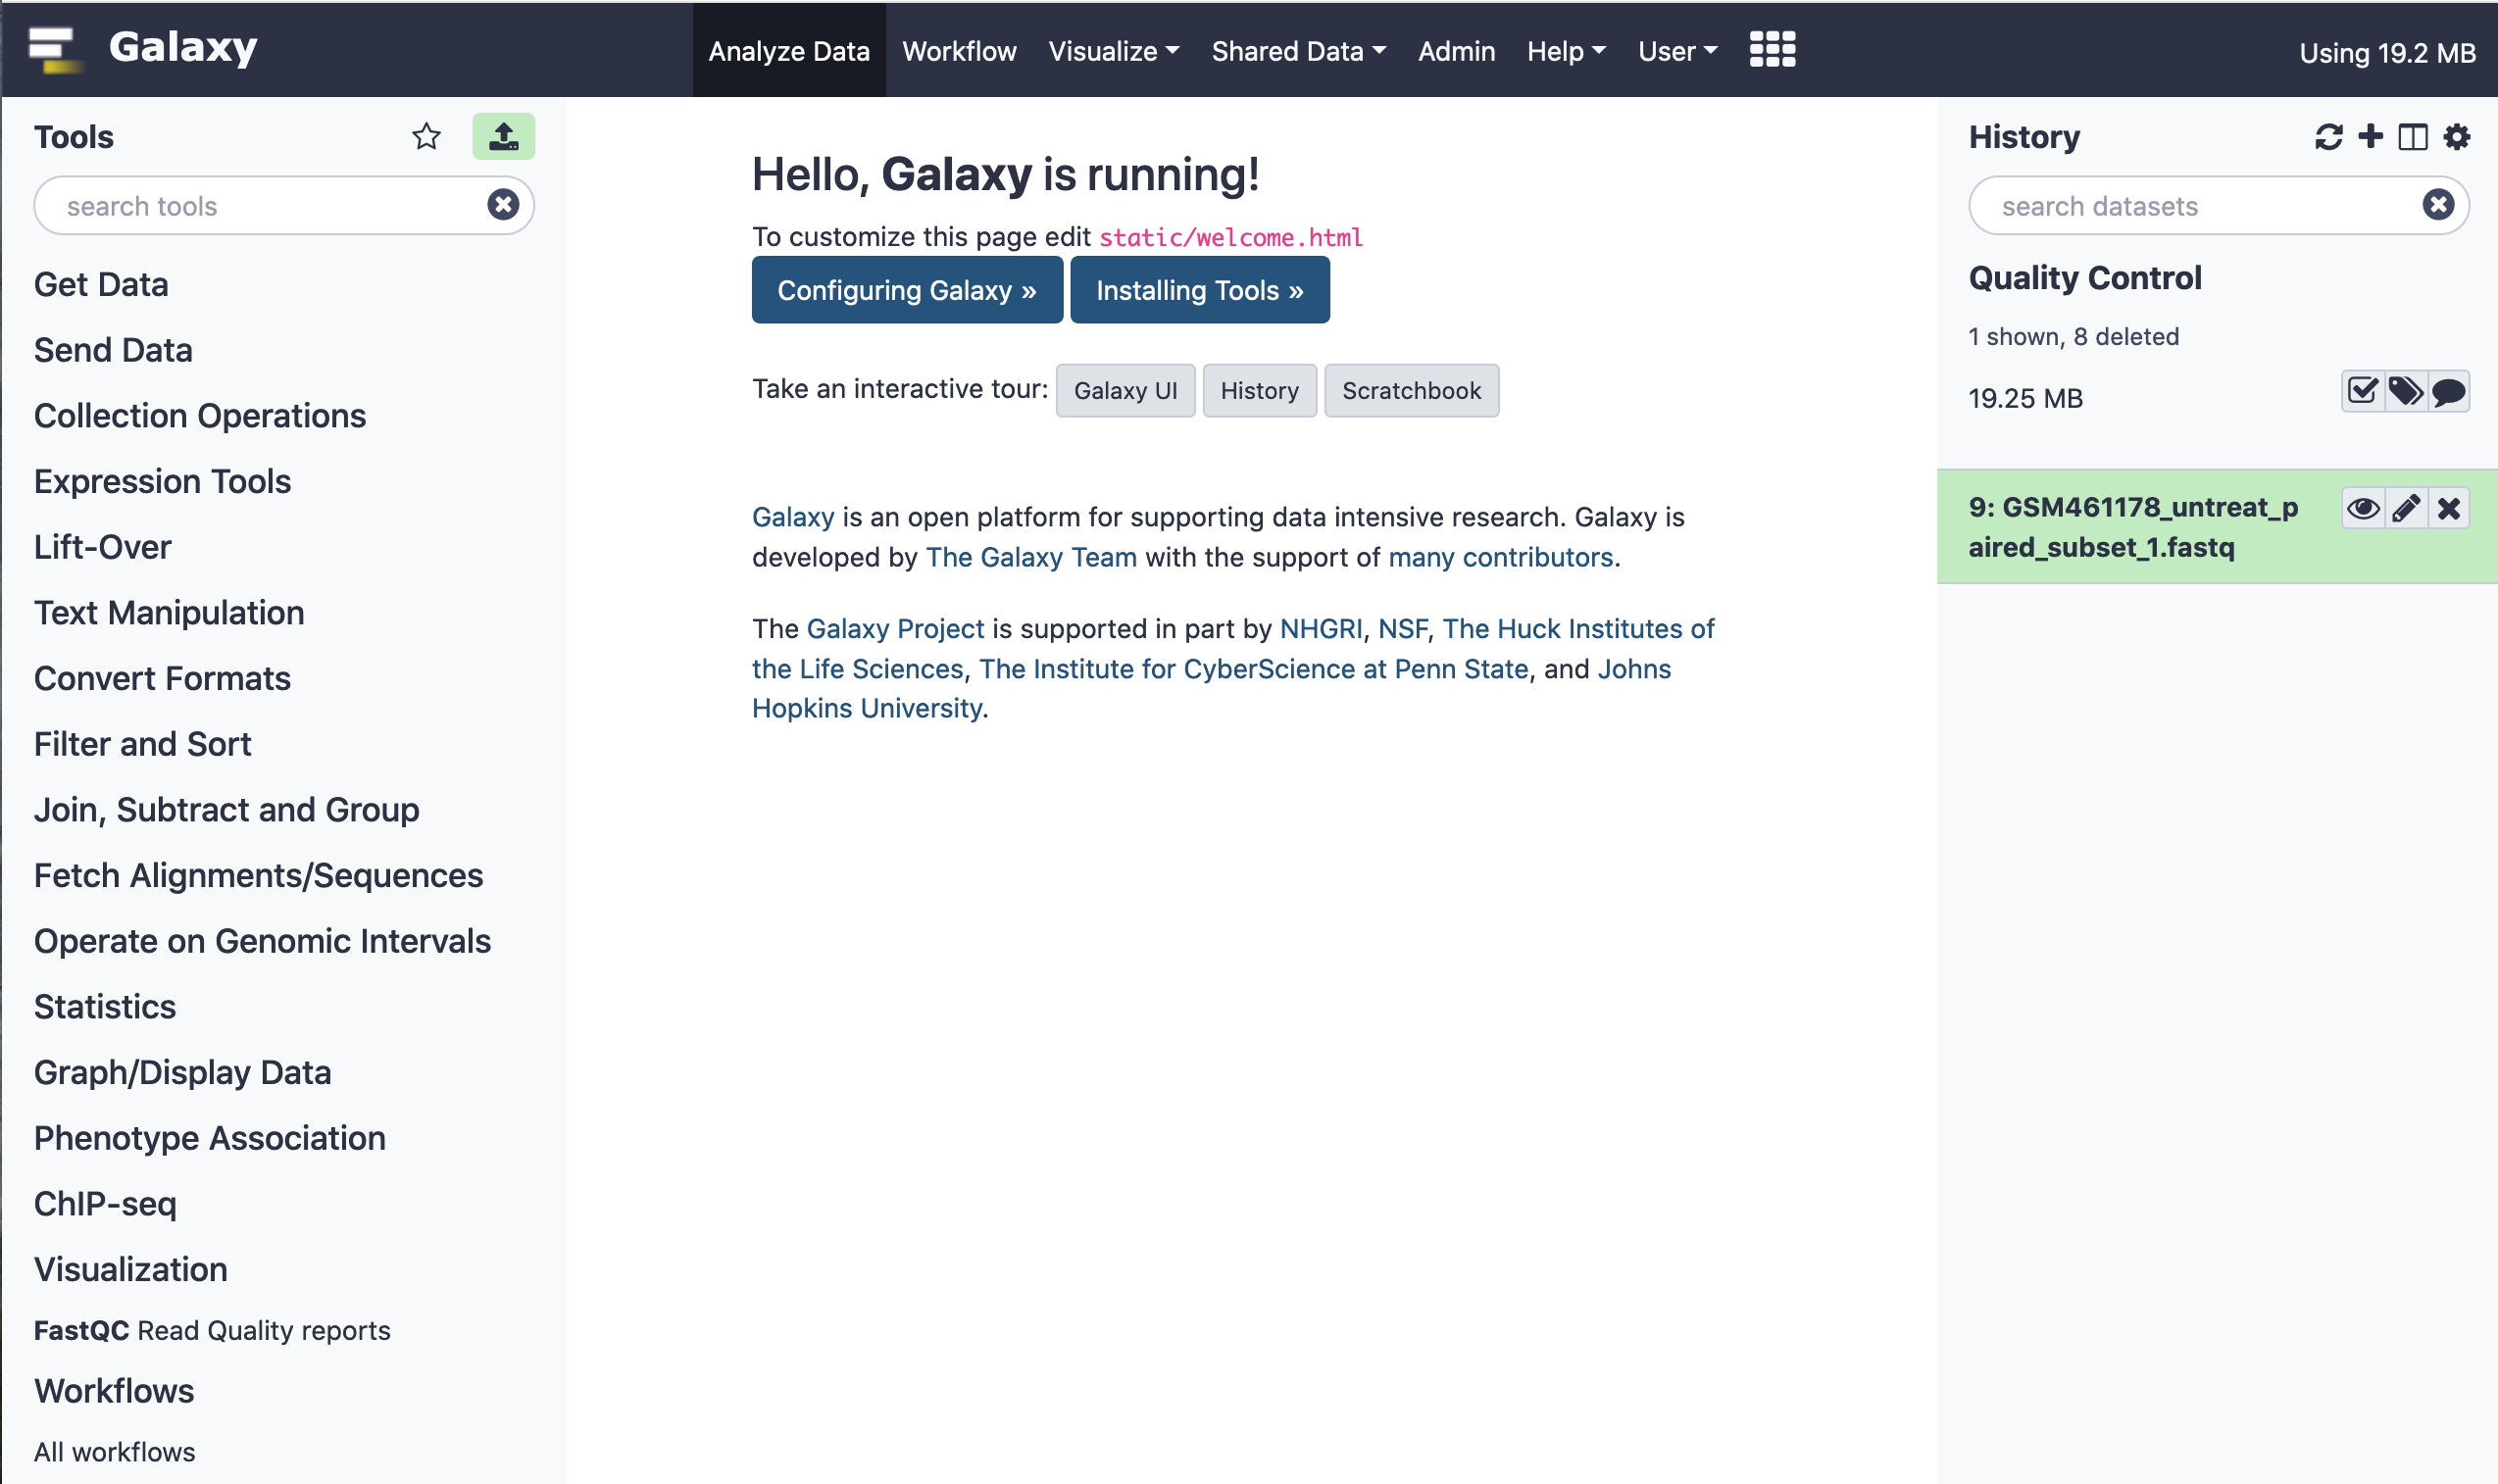 Galaxy
Analyze Data Workflow Visualize Shared Data Admin Help User
Using 19.2 MB
Tools
search tools
Get Data
Send Data
Collection Operations
Expression Tools
Lift-Over
Text Manipulation
Convert Formats
Filter and Sort
Join, Subtract and Group
Fetch Alignments/Sequences
Operate on Genomic Intervals
Statistics
Graph/Display Data
Phenotype Association
ChIP-seq
Visualization
FastQC Read Quality reports
Workflows
All workflows
Hello, Galaxy is running!
To customize this page edit static/welcome.html
Configuring Galaxy » Installing Tools »
Take an interactive tour: Galaxy UI History Scratchbook
Galaxy is an open platform for supporting data intensive research. Galaxy is
developed by The Galaxy Team with the support of many contributors.
The Galaxy Project is supported in part by NHGRI, NSF, The Huck Institutes of
the Life Sciences, The Institute for CyberScience at Penn State, and Johns
Hopkins University.
History
search datasets
Quality Control
1 shown, 8 deleted
19.25 MB
9: GSM461178_untreat_p
aired_subset_1.fastq